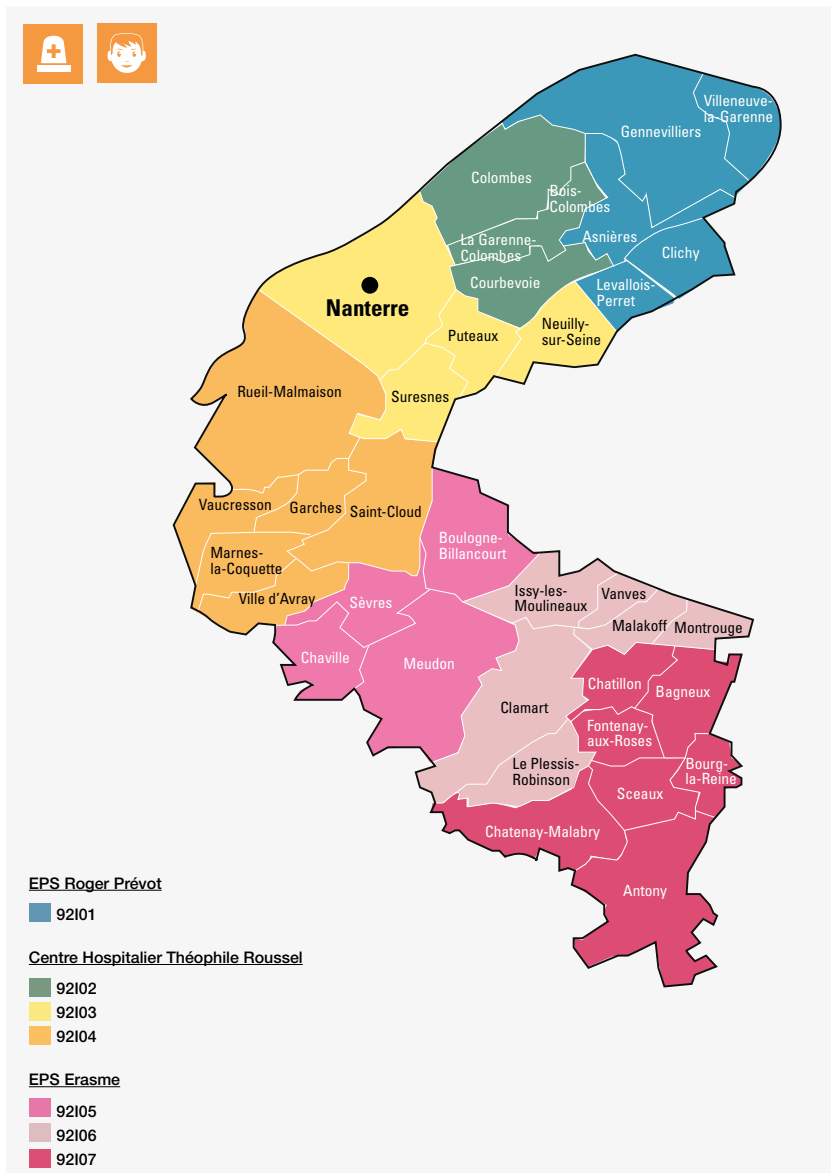 Villeneuve-
la-Garenne
Gennevilliers
Colombes
Bois-
Colombes
Asnières
La Garenne-
Colombes
Clichy
Courbevoie
Levallois-
Perret
Nanterre
Neuilly-
sur-Seine
Puteaux
Rueil-Malmaison
Suresnes
Vaucresson
Garches
Saint-Cloud
Boulogne-
Billancourt
Marnes-
la-Coquette
Ville d'Avray
Sèvres
Issy-les-
Moulineaux
Vanves
Malakoff
Montrouge
Chaville
Meudon
Chatillon
Bagneux
Clamart
Fontenay-
aux-Roses
Le Plessis-
Robinson
Bourg-
la-Reine
Sceaux
Chatenay-Malabry
Antony
EPS Roger Prévot
92I01
Centre Hospitalier Théophile Roussel
92I02
92I03
92I04
EPS Erasme
92I05
92I06
92I07